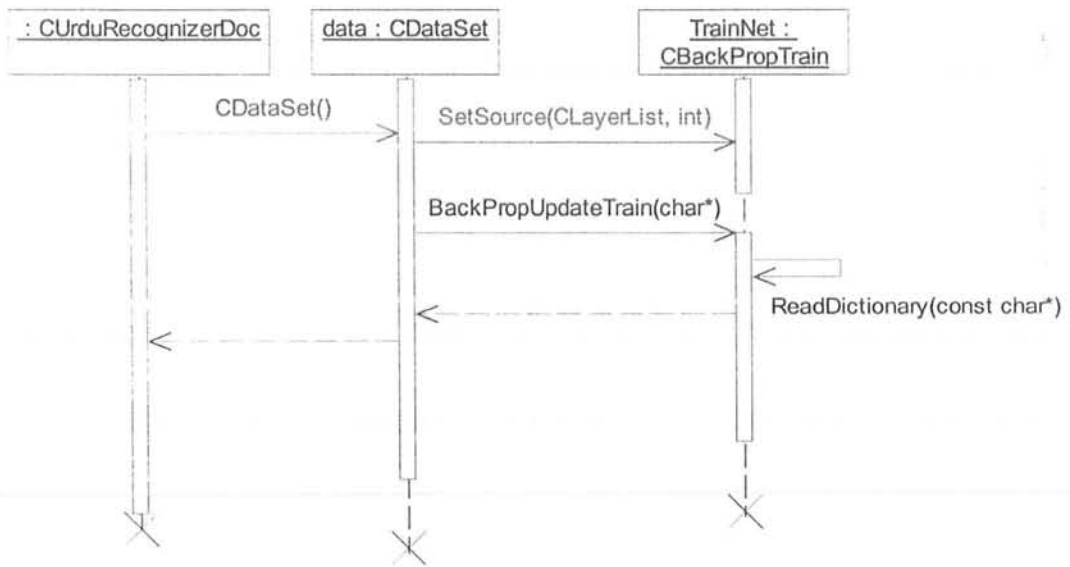 : CUrduRecognizerDoc
data : CDataSet
TrainNet :
CBackPropTrain
CDataSet()
SetSource(CLayerList, int)
BackPropUpdateTrain(char*)
ReadDictionary(const char*)